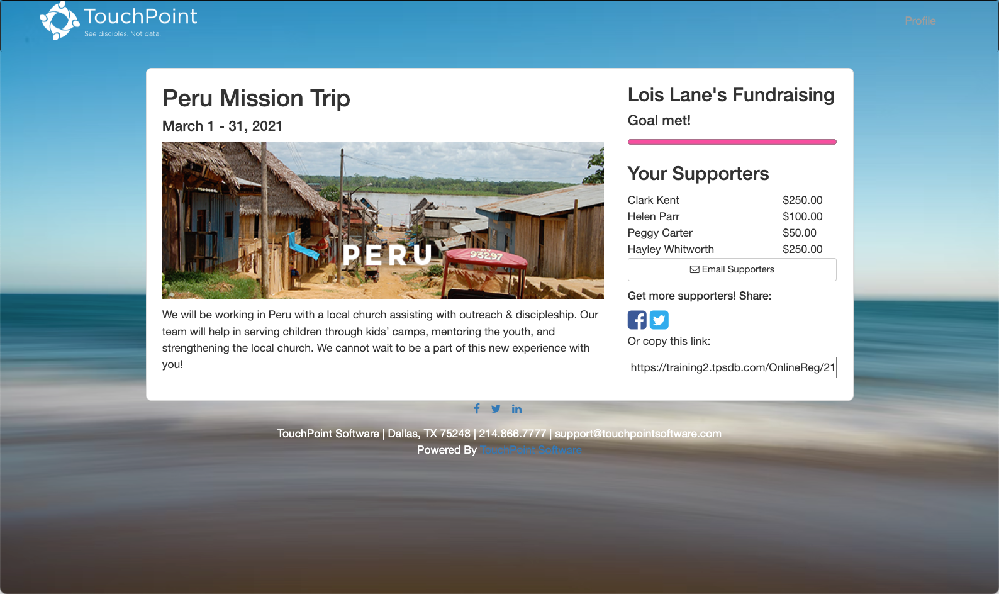 TouchPoint
See disciples. Not data.
Profile
Peru Mission Trip
March 1 - 31, 2021
PERU
93297
We will be working in Peru with a local church assisting with outreach & discipleship. Our
team will help in serving children through kids’ camps, mentoring the youth, and
strengthening the local church. We cannot wait to be a part of this new experience with
you!
Lois Lane's Fundraising
Goal met!
Your Supporters
Clark Kent $250.00
Helen Parr $100.00
Peggy Carter $50.00
Hayley Whitworth $250.00
Email Supporters
Get more supporters! Share:
Or copy this link:
https://training2.tpsdb.com/OnlineReg/21
TouchPoint Software | Dallas, TX 75248 | 214.866.7777 | support@touchpointsoftware.com
Powered By TouchPoint Software